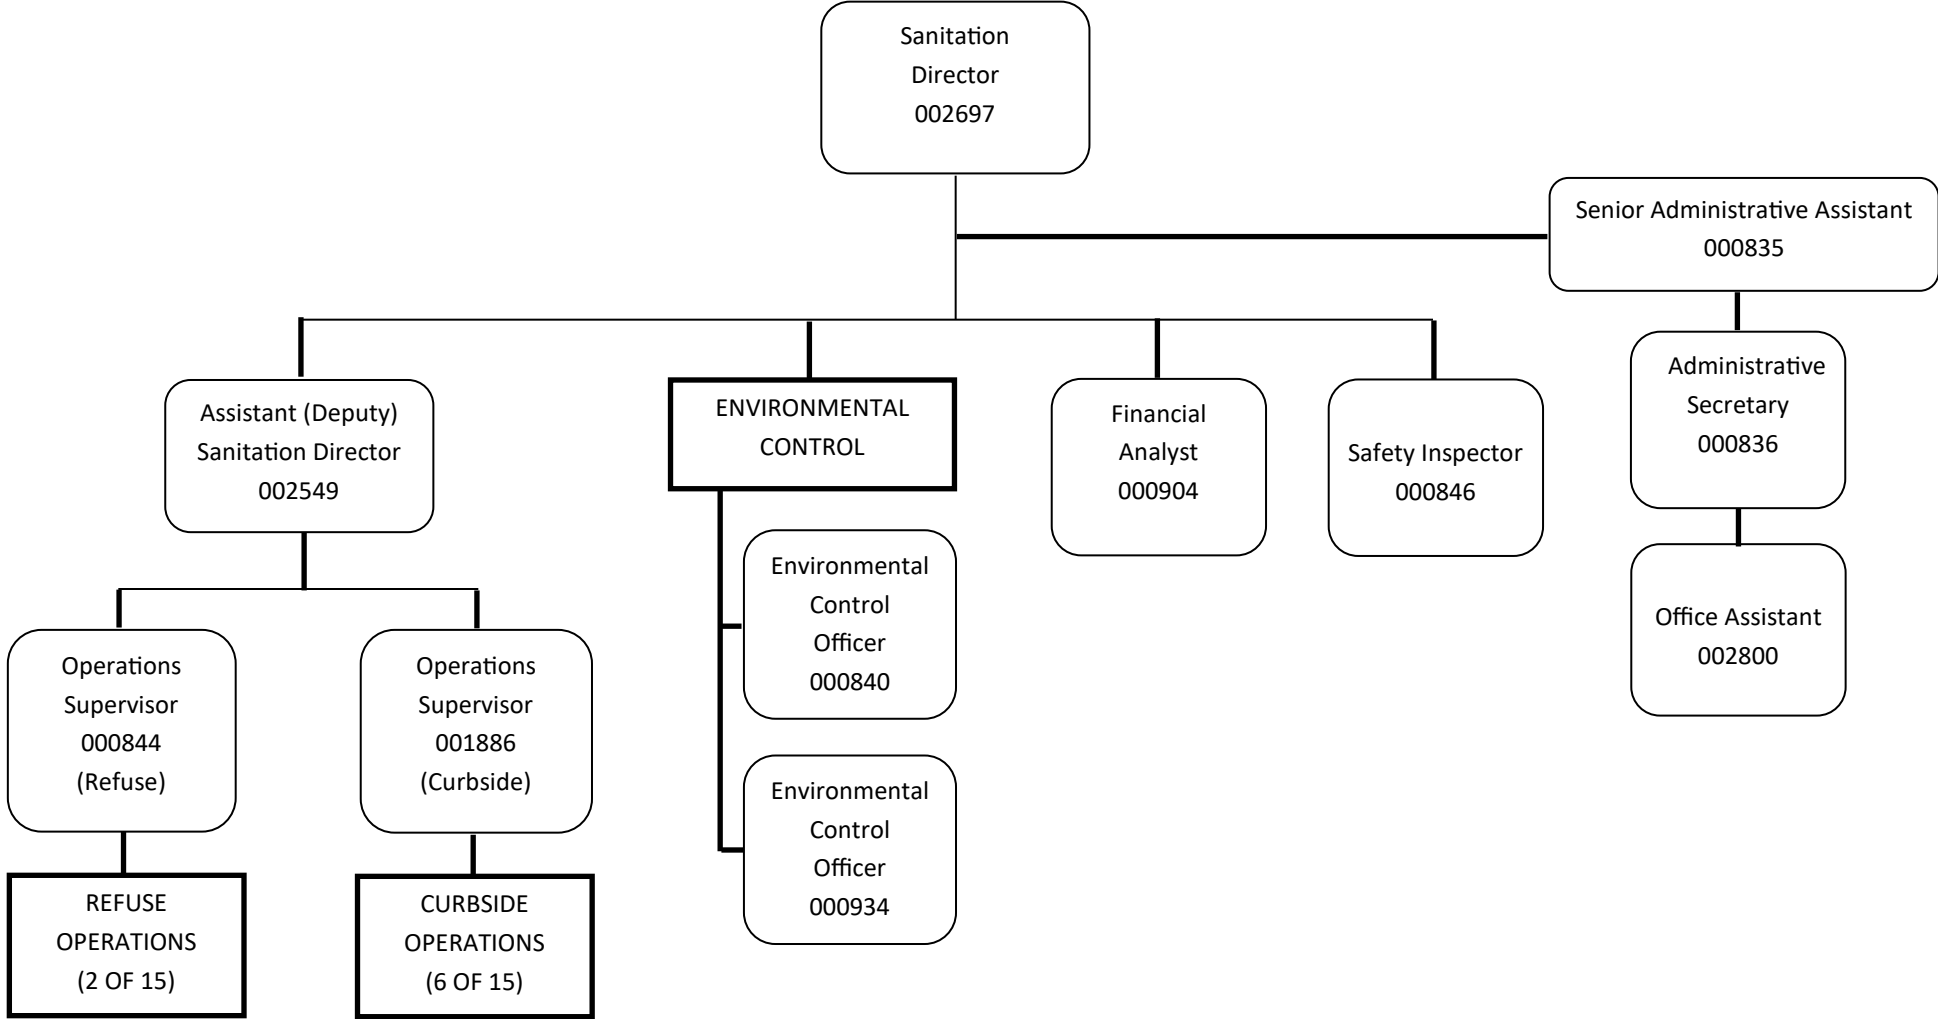 Sanitation
Director
002697
Senior Administrative Assistant
000835
Assistant (Deputy)
Sanitation Director
002549
ENVIRONMENTAL
CONTROL
Financial
Analyst
000904
Safety Inspector
000846
Administrative
Secretary
000836
Environmental
Control
Officer
000840
Office Assistant
002800
Operations
Supervisor
000844
(Refuse)
Operations
Supervisor
001886
(Curbside)
Environmental
Control
Officer
000934
REFUSE
OPERATIONS
(2 OF 15)
CURBSIDE
OPERATIONS
(6 OF 15)